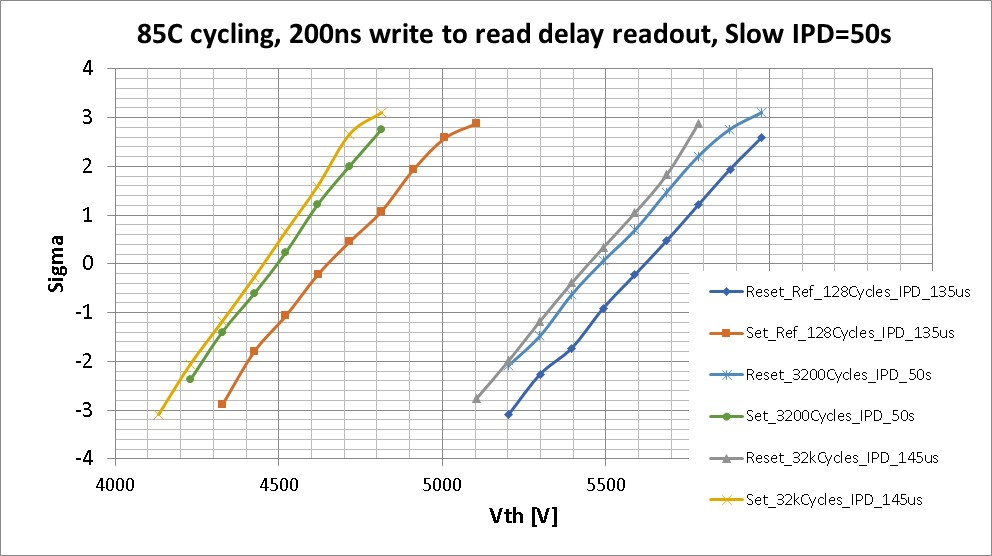 85C cycling, 200ns write to read delay readout, Slow IPD=50s
4
3
2
1
0
-1
-2
-3
-4
Sigma
4000
4500
5000
5500
Vth [V]
Reset_Ref_128Cycles_IPD_135us
Set_Ref_128Cycles_IPD_135us
Reset_3200Cycles_IPD_50s
Set_3200Cycles_IPD_50s
Reset_32kCycles_IPD_145us
Set_32kCycles_IPD_145us